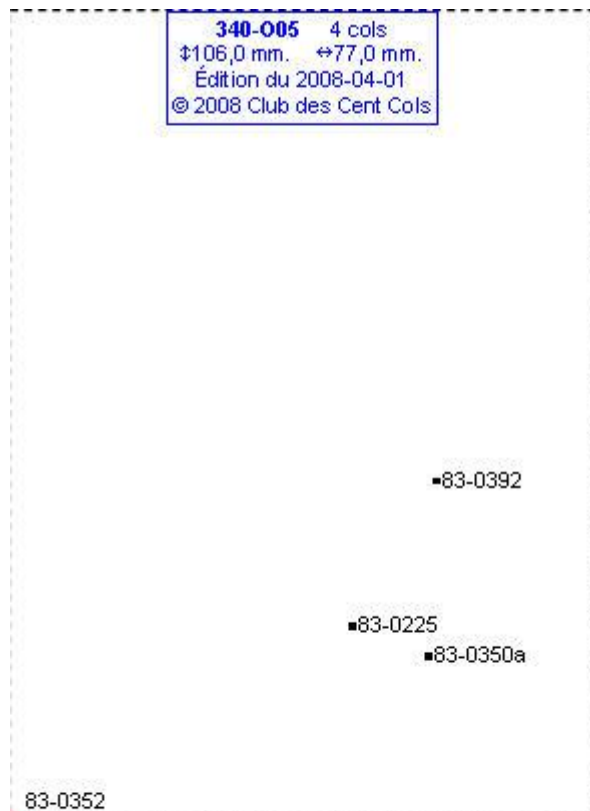 340-O05 4 cols
↕106,0 mm. ↔77,0 mm.
Édition du 2008-04-01
© 2008 Club des Cent Cols
83-0392
83-0225
83-0350a
83-0352